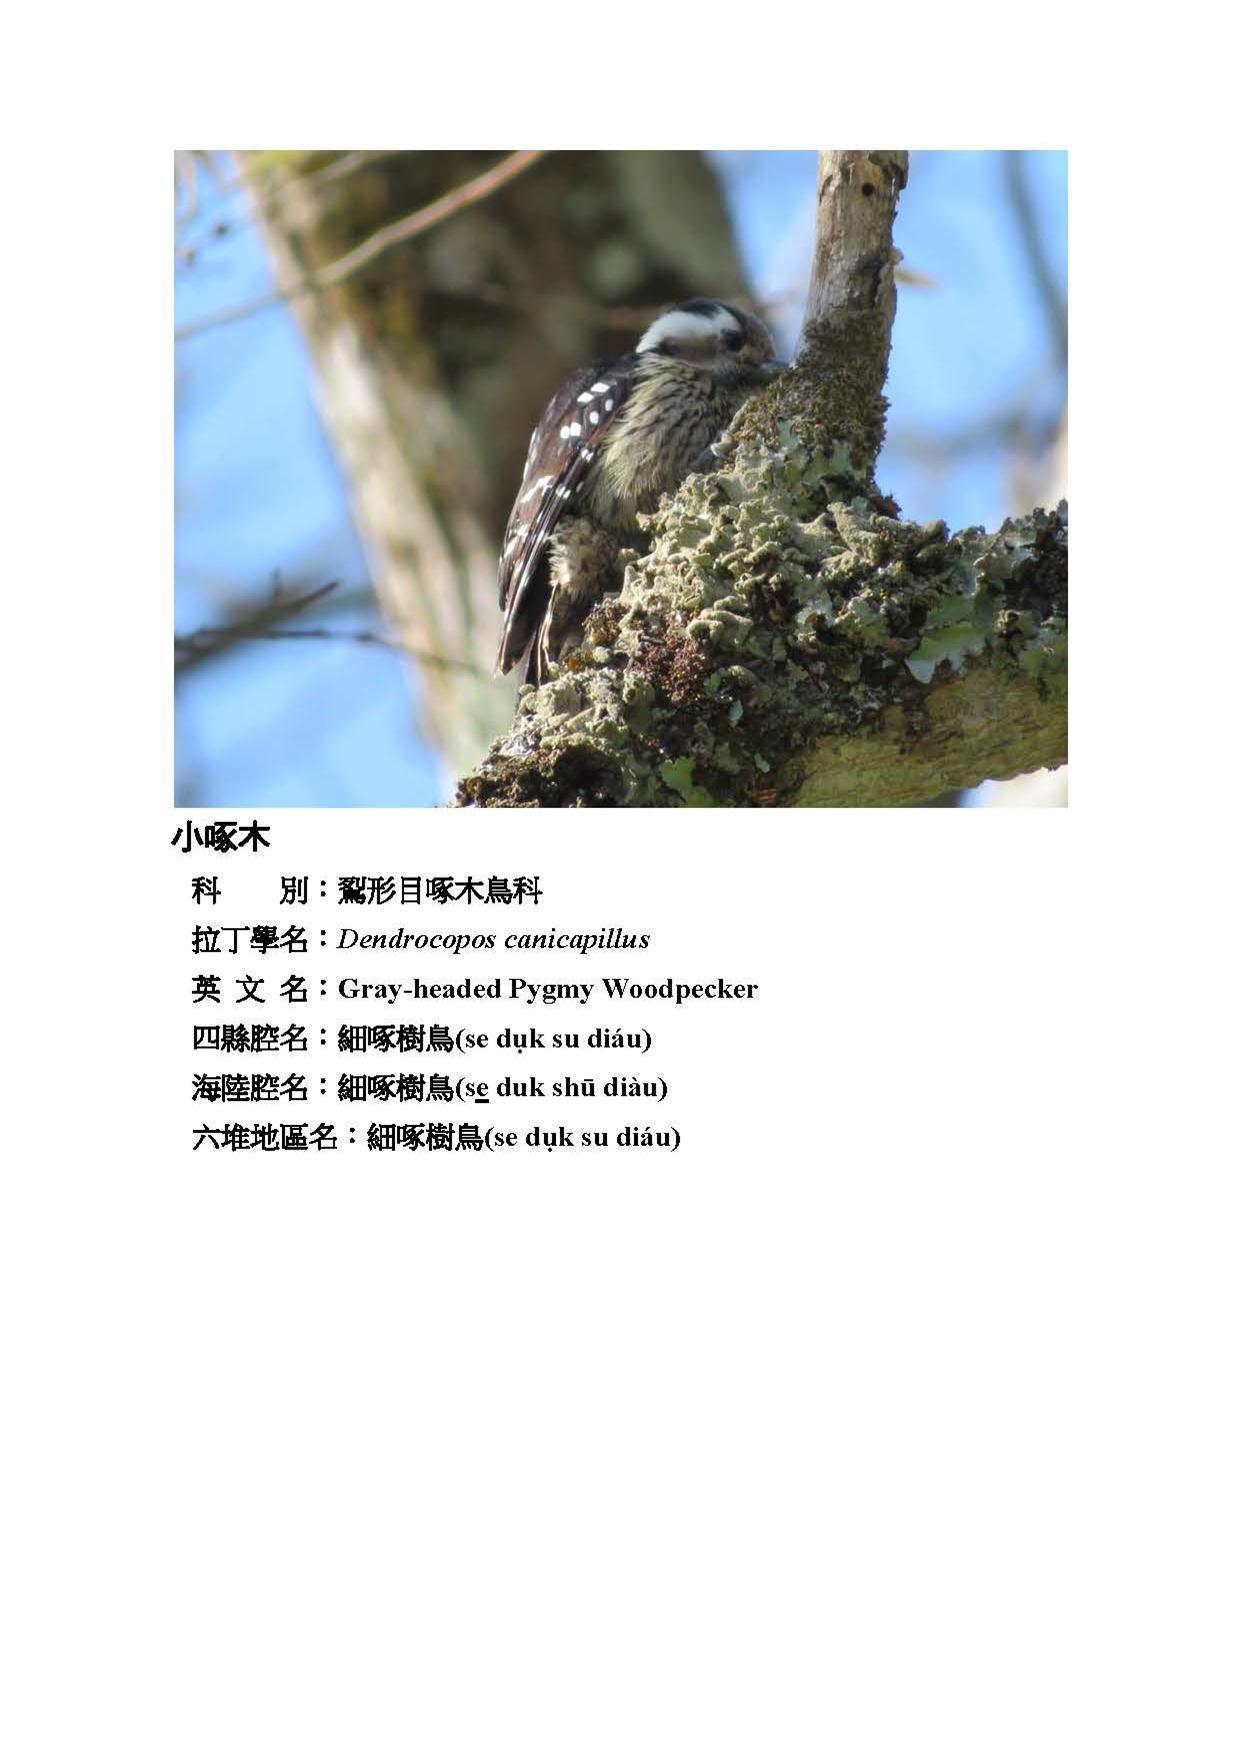 小啄木
科　　別：鴷形目啄木鳥科
拉丁學名：Dendrocopos canicapillus
英 文 名：Gray-headed Pygmy Woodpecker
四縣腔名：細啄樹鳥(se dụk su diáu)
海陸腔名：細啄樹鳥(se̲ duk shū diàu)
六堆地區名：細啄樹鳥(se dụk su diáu)